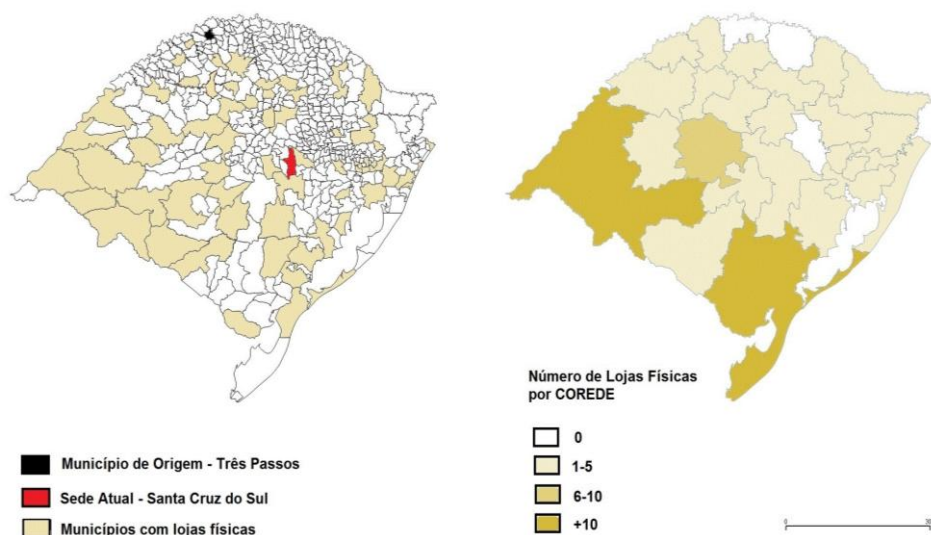 Município de Origem - Três Passos
Sede Atual - Santa Cruz do Sul
Municípios com lojas físicas
Número de Lojas Físicas
por COREDE
0
1-5
6-10
+10
0